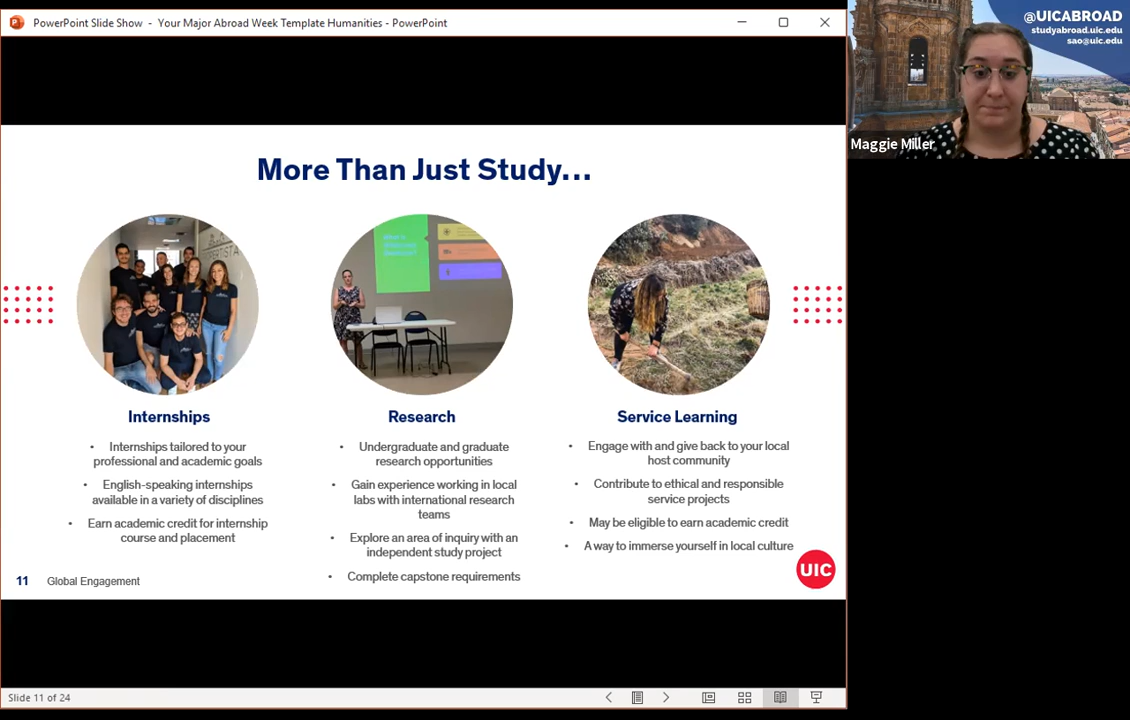 PowerPoint Slide Show - Your Major Abroad Week Template Humanities - PowerPoint
@UICABROAD
studyabroad.uic.edu
sao@uic.edu
Maggie Miller
More Than Just Study...
Internships
• Internships tailored to your
professional and academic goals
• English-speaking internships
available in a variety of disciplines
• Earn academic credit for internship
course and placement
Research
• Undergraduate and graduate
research opportunities
• Gain experience working in local
labs with international research
teams
• Explore an area of inquiry with an
independent study project
• Complete capstone requirements
Service Learning
• Engage with and give back to your local
host community
• Contribute to ethical and responsible
service projects
• May be eligible to earn academic credit
• A way to immerse yourself in local culture
11 Global Engagement
UIC
Slide 11 of 24